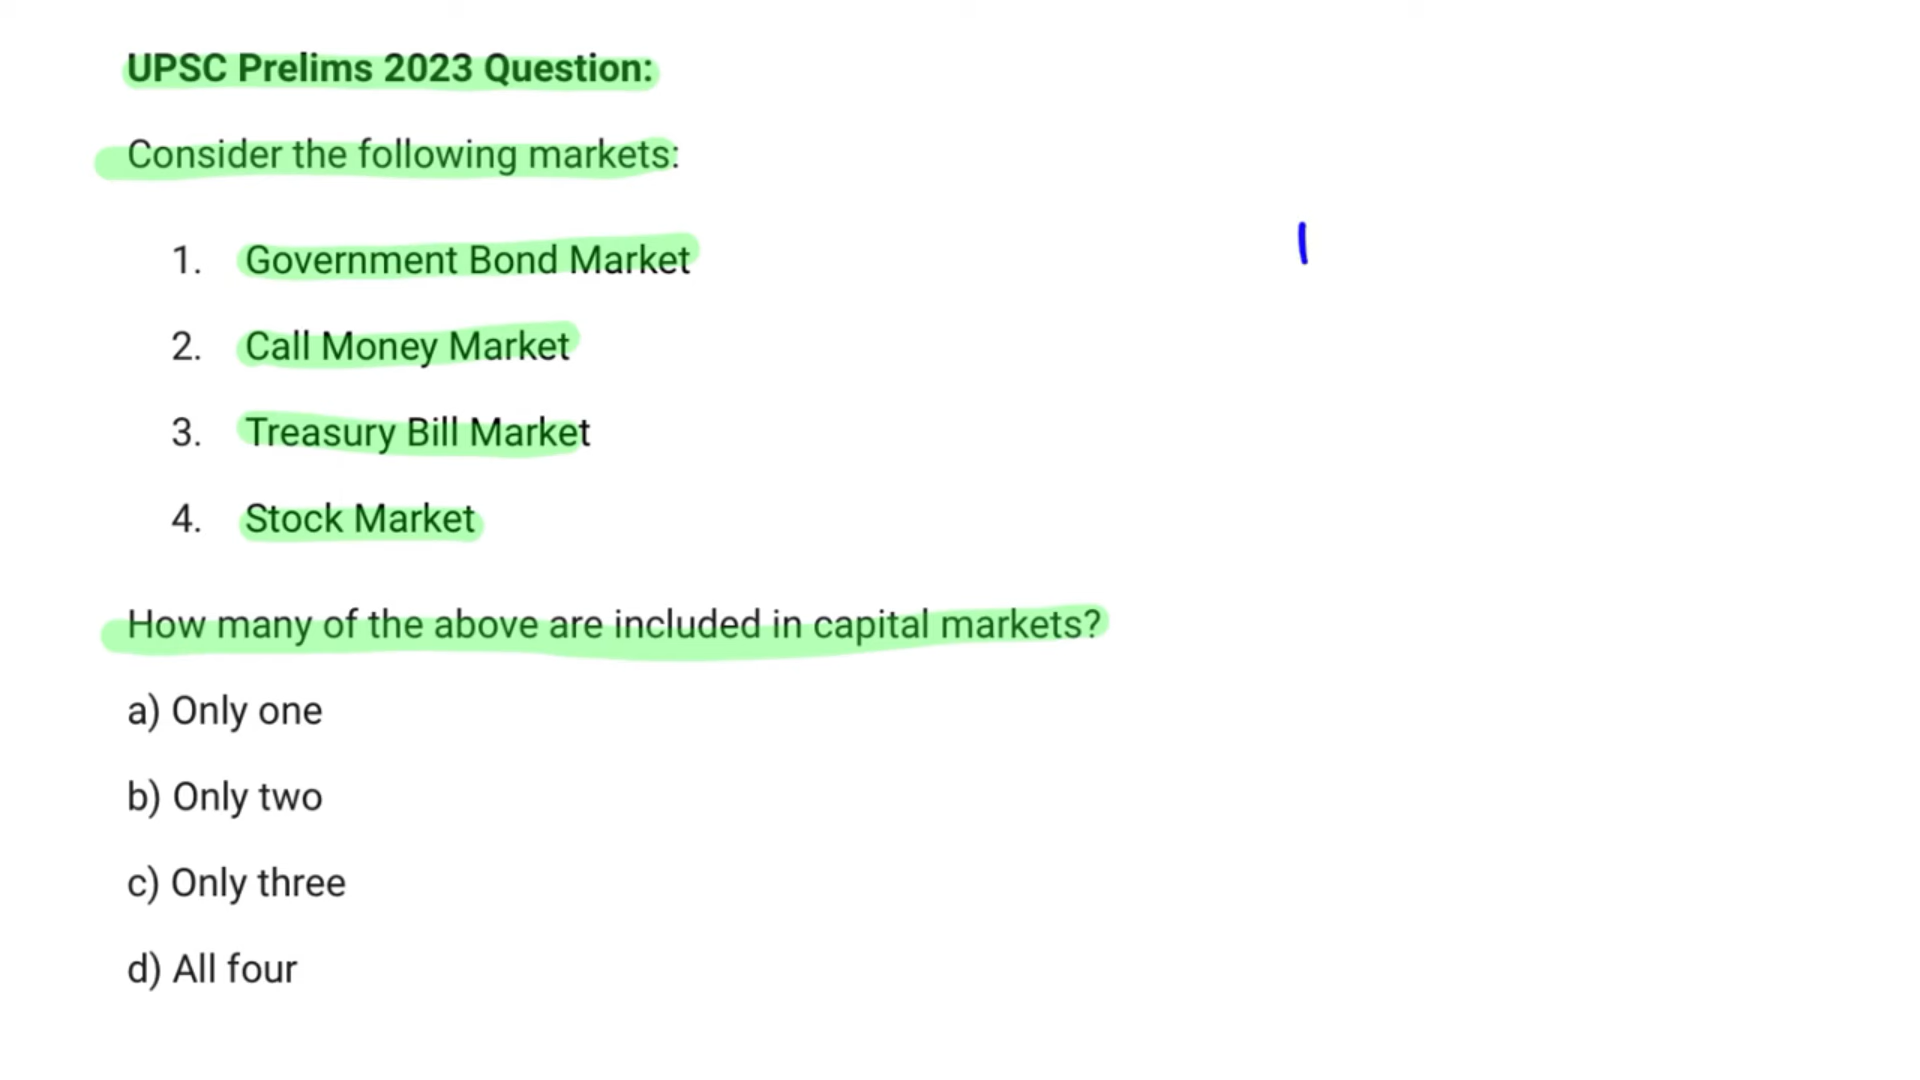 UPSC Prelims 2023 Question:
Consider the following markets:
1. Government Bond Market
2. Call Money Market
3. Treasury Bill Market
4. Stock Market
How many of the above are included in capital markets?
a) Only one
b) Only two
c) Only three
d) All four